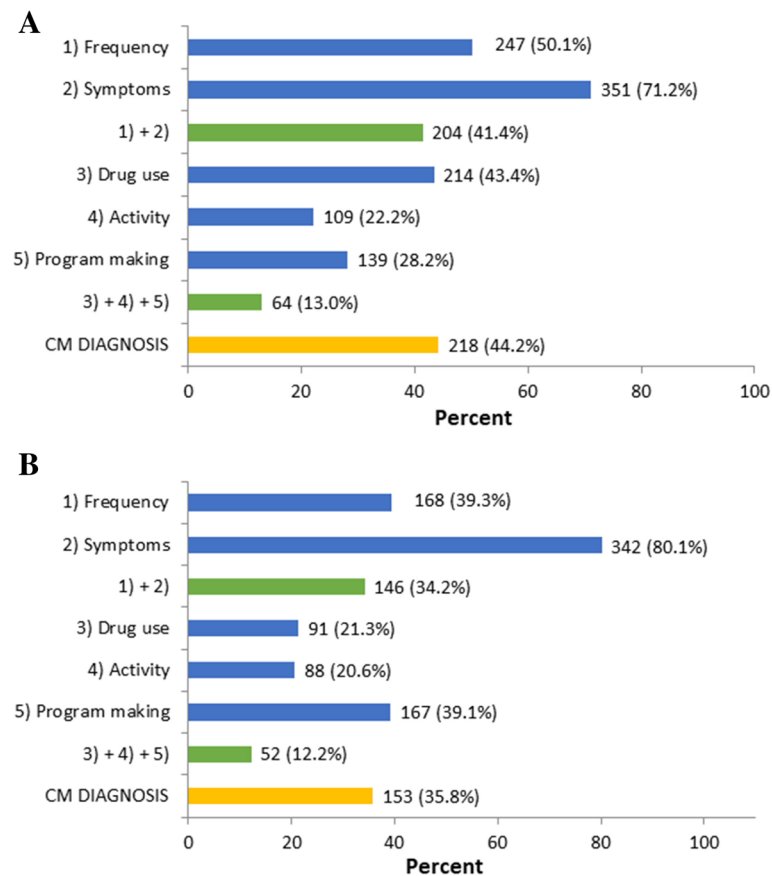 A
1) Frequency 247 (50.1%)
2) Symptoms 351 (71.2%)
1) + 2) 204 (41.4%)
3) Drug use 214 (43.4%)
4) Activity 109 (22.2%)
5) Program making 139 (28.2%)
3) + 4) + 5) 64 (13.0%)
CM DIAGNOSIS 218 (44.2%)
0 20 40 60 80 100
Percent
B
1) Frequency 168 (39.3%)
2) Symptoms 342 (80.1%)
1) + 2) 146 (34.2%)
3) Drug use 91 (21.3%)
4) Activity 88 (20.6%)
5) Program making 167 (39.1%)
3) + 4) + 5) 52 (12.2%)
CM DIAGNOSIS 153 (35.8%)
0 20 40 60 80 100
Percent